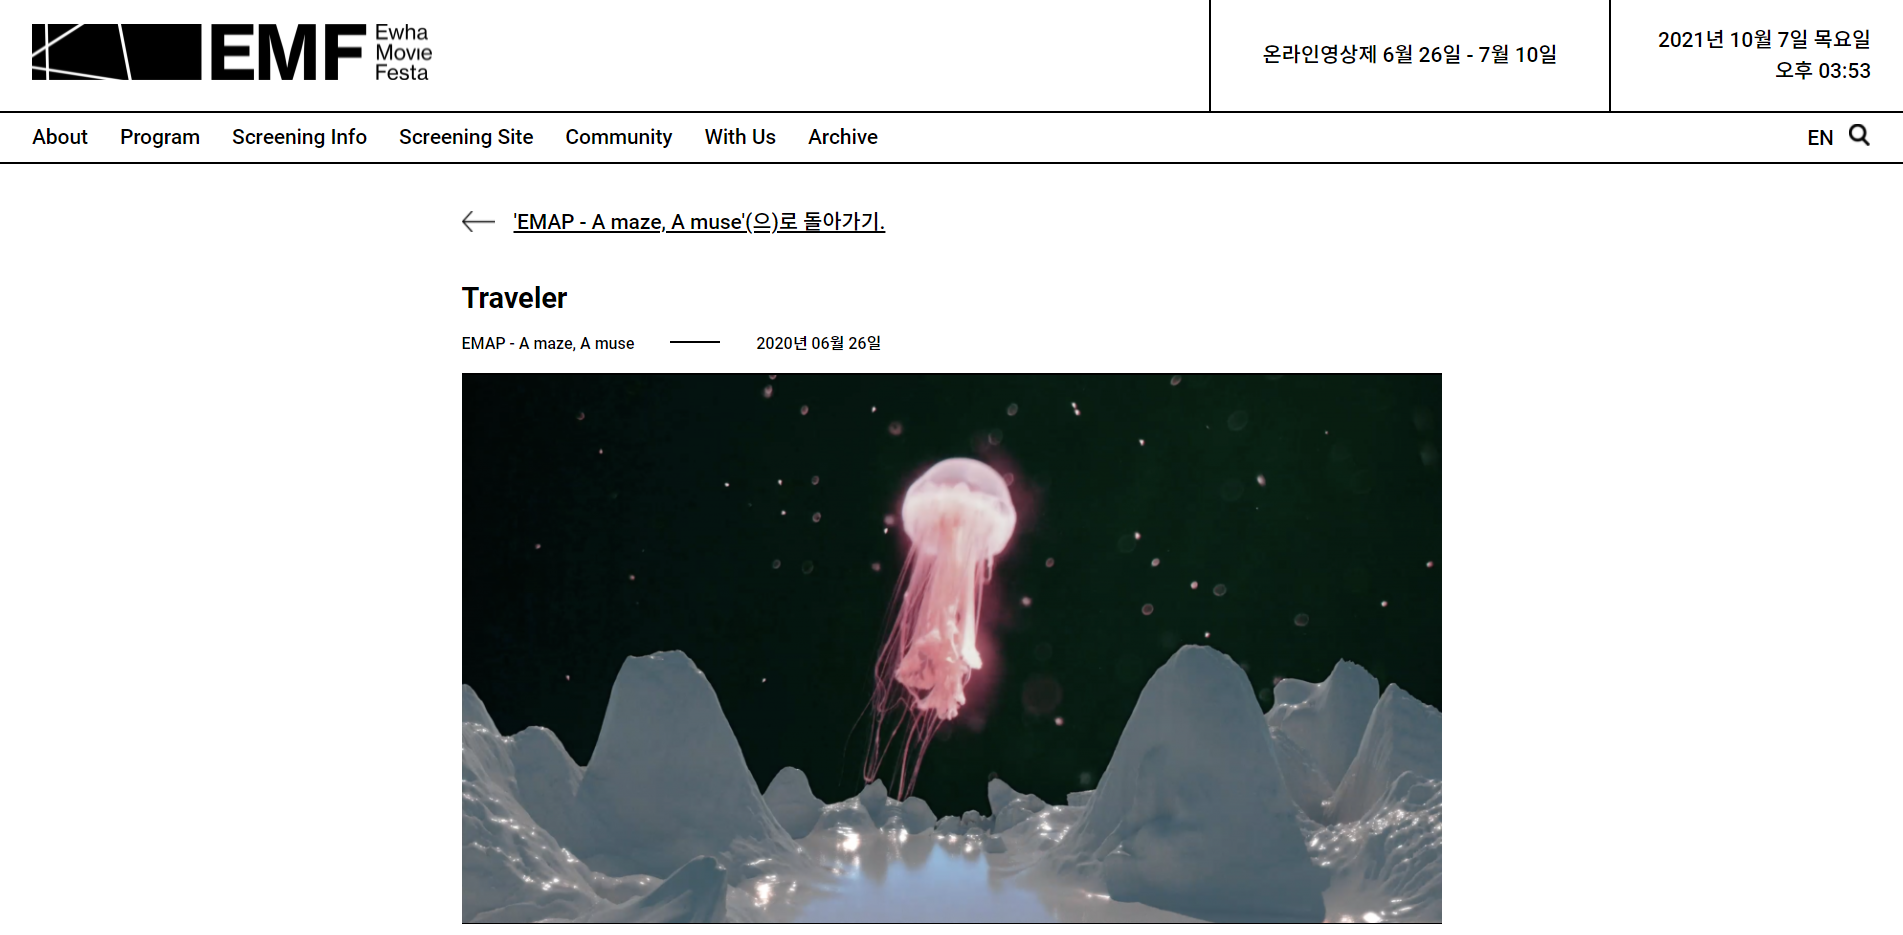 EMF
Ewha
Movie
Festa
온라인영상제 6월 26일 - 7월 10일
2021년 10월 7일 목요일
오후 03:53
About Program Screening Info Screening Site Community With Us Archive
EN
'EMAP - A maze, A muse'(으)로 돌아가기.
Traveler
EMAP - A maze, A muse
2020년 06월 26일